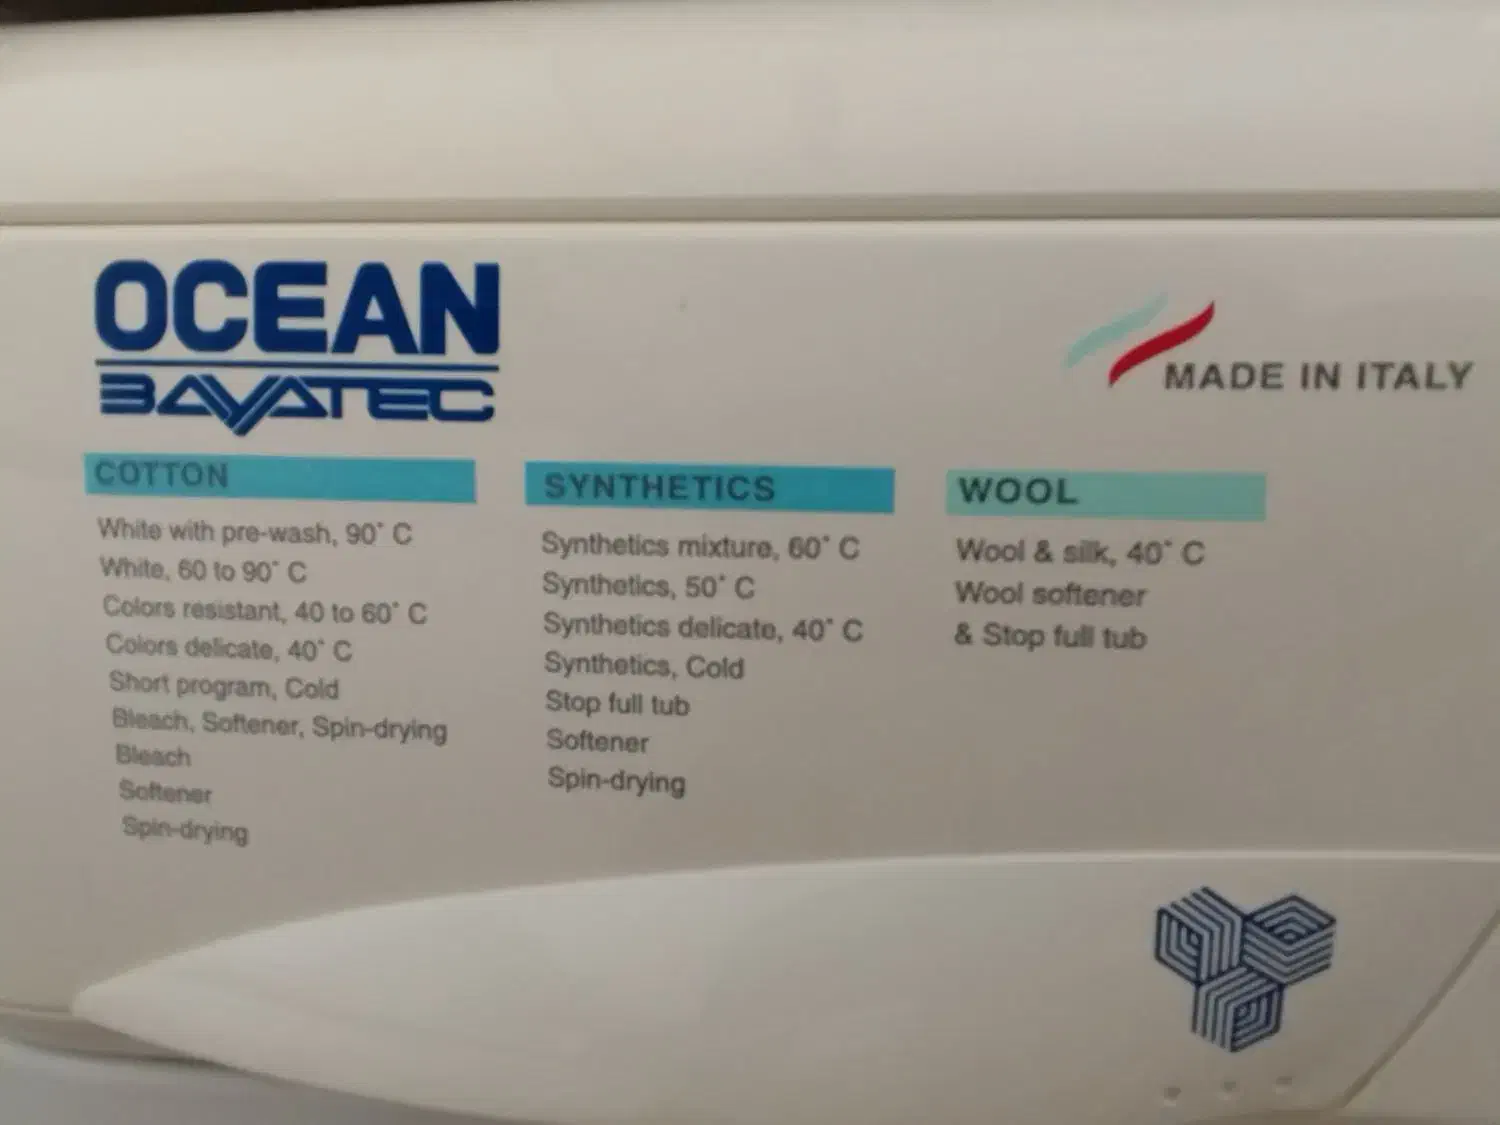 OCEAN
BAYATEC
MADE IN ITALY
COTTON
White with pre-wash, 90° C
White, 60 to 90° C
Colors resistant, 40 to 60° C
Colors delicate, 40° C
Short program, Cold
Bleach, Softener, Spin-drying
Bleach
Softener
Spin-drying
SYNTHETICS
Synthetics mixture, 60° C
Synthetics, 50° C
Synthetics delicate, 40° C
Synthetics, Cold
Stop full tub
Softener
Spin-drying
WOOL
Wool & silk, 40° C
Wool softener
& Stop full tub